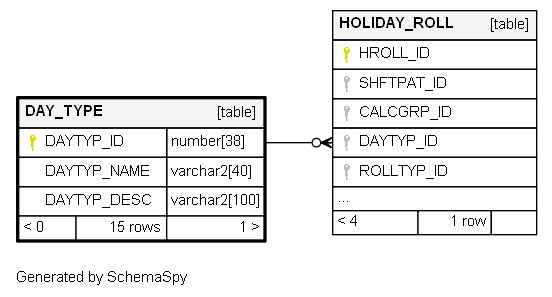 DAY_TYPE [table]
DAYTYP_ID number[38]
DAYTYP_NAME varchar2[40]
DAYTYP_DESC varchar2[100]
< 0 15 rows 1 >
HOLIDAY_ROLL [table]
HROLL_ID
SHFTPAT_ID
CALCGRP_ID
DAYTYP_ID
ROLLTYP_ID
...
< 4 1 row
Generated by SchemaSpy